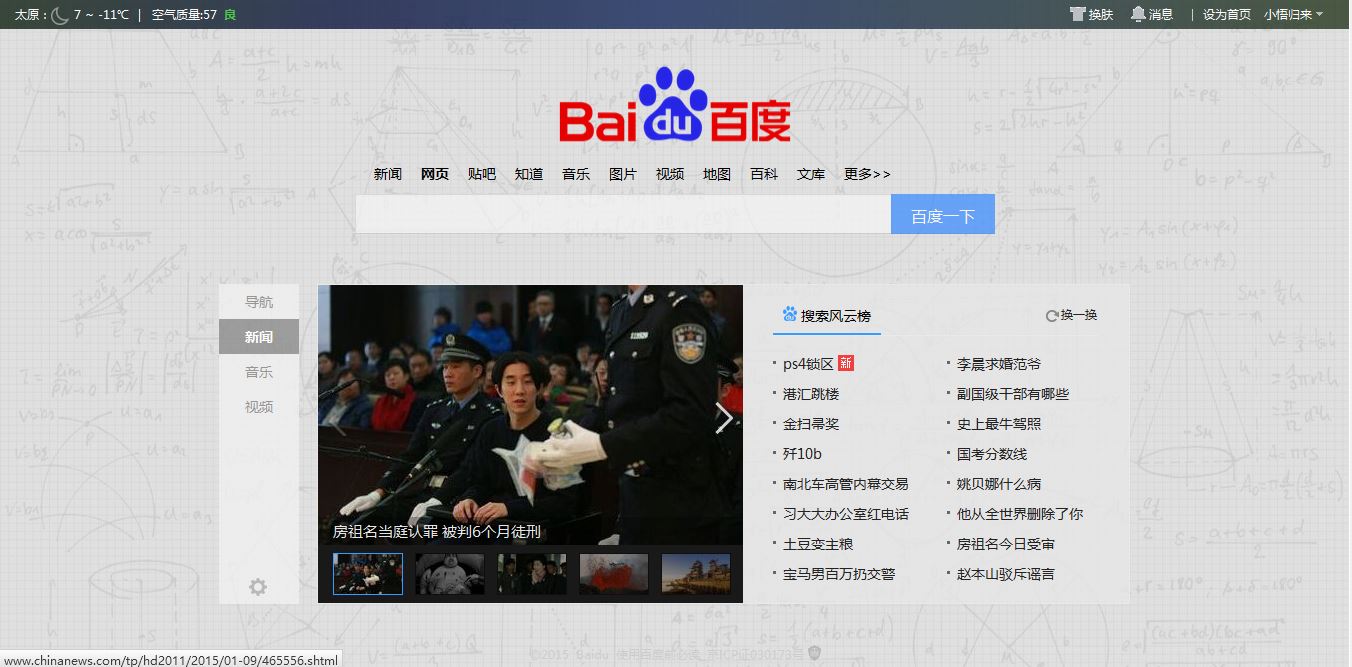 太原： 7 ~ -11℃ | 空气质量:57 良
换肤 消息 | 设为首页 小悟归来
Bai du 百度
新闻 网页 贴吧 知道 音乐 图片 视频 地图 百科 文库 更多>>
百度一下
导航
新闻
音乐
视频
房祖名当庭认罪 被判6个月徒刑
搜索风云榜 换一换
ps4锁区 新
李晨求婚范爷
港汇跳楼
副国级干部有哪些
金扫帚奖
史上最牛驾照
歼10b
国考分数线
南北车高管内幕交易
姚贝娜什么病
习大大办公室红电话
他从全世界删除了你
土豆变主粮
房祖名今日受审
宝马男百万扔交警
赵本山驳斥谣言
©2015 Baidu 使用百度前必读 京ICP证030173号
www.chinanews.com/tp/hd2011/2015/01-09/465556.shtml